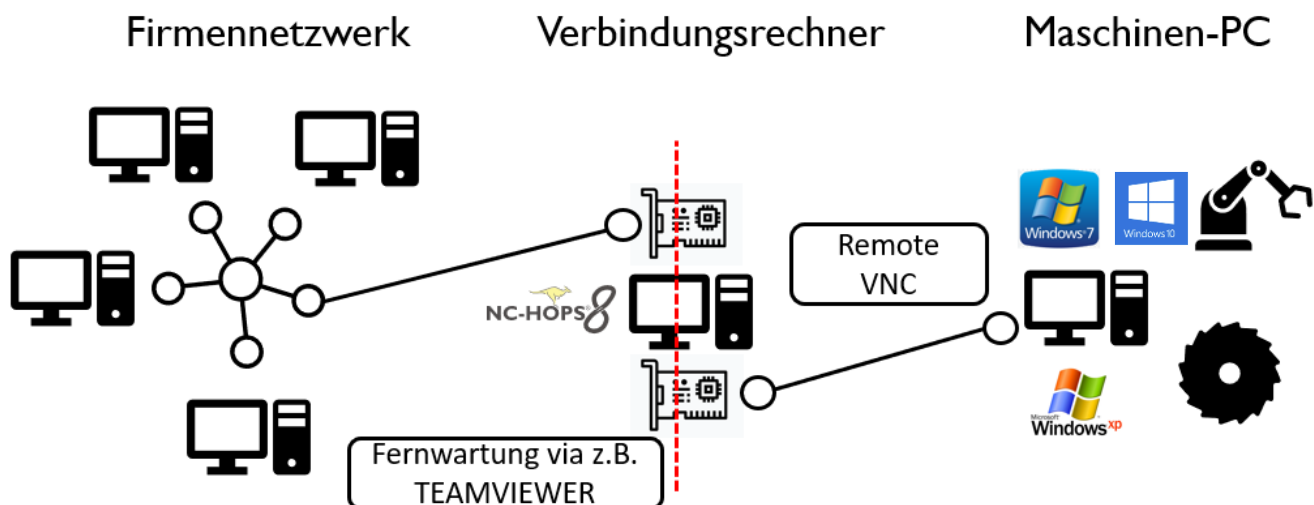 Firmennetzwerk
Verbindungsrechner
Maschinen-PC
Windows 7
Windows 10
NC-HOPS 8
Remote
VNC
Microsoft
Windows xp
Fernwartung via z.B.
TEAMVIEWER